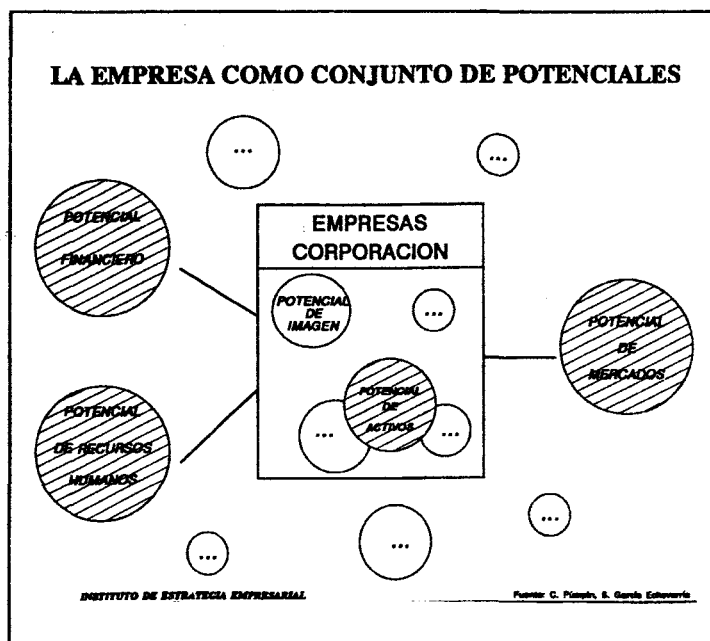 LA EMPRESA COMO CONJUNTO DE POTENCIALES
...
...
POTENCIAL
FINANCIERO
EMPRESAS
CORPORACION
POTENCIAL
DE
IMAGEN
...
POTENCIAL
DE
MERCADOS
POTENCIAL
DE
ACTIVOS
...
...
POTENCIAL
DE RECURSOS
HUMANOS
...
...
...
INSTITUTO DE ESTRATEGIA EMPRESARIAL
Fuente: C. Pümpin, S. García Echevarría